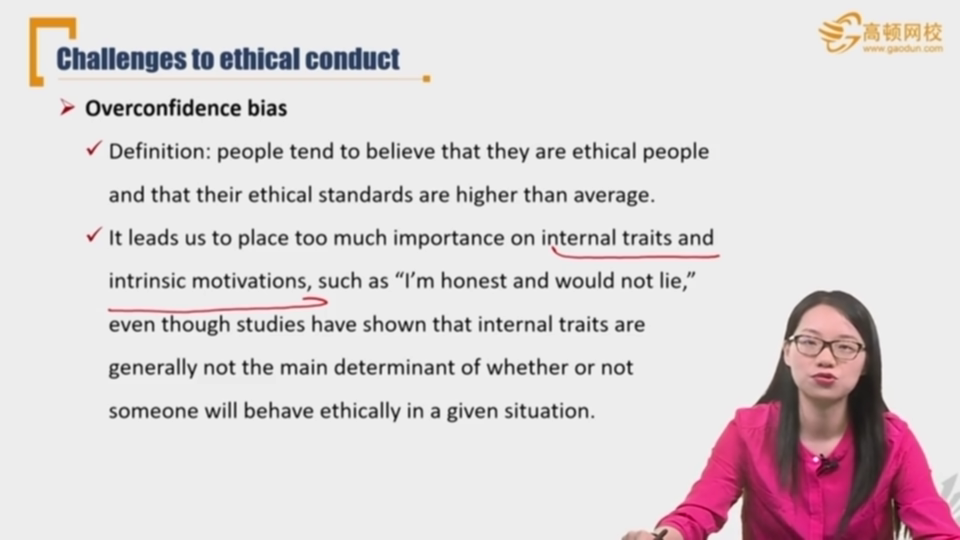 高顿网校
www.gaodun.com
Challenges to ethical conduct
Overconfidence bias
Definition: people tend to believe that they are ethical people
and that their ethical standards are higher than average.
It leads us to place too much importance on internal traits and
intrinsic motivations, such as “I’m honest and would not lie,”
even though studies have shown that internal traits are
generally not the main determinant of whether or not
someone will behave ethically in a given situation.